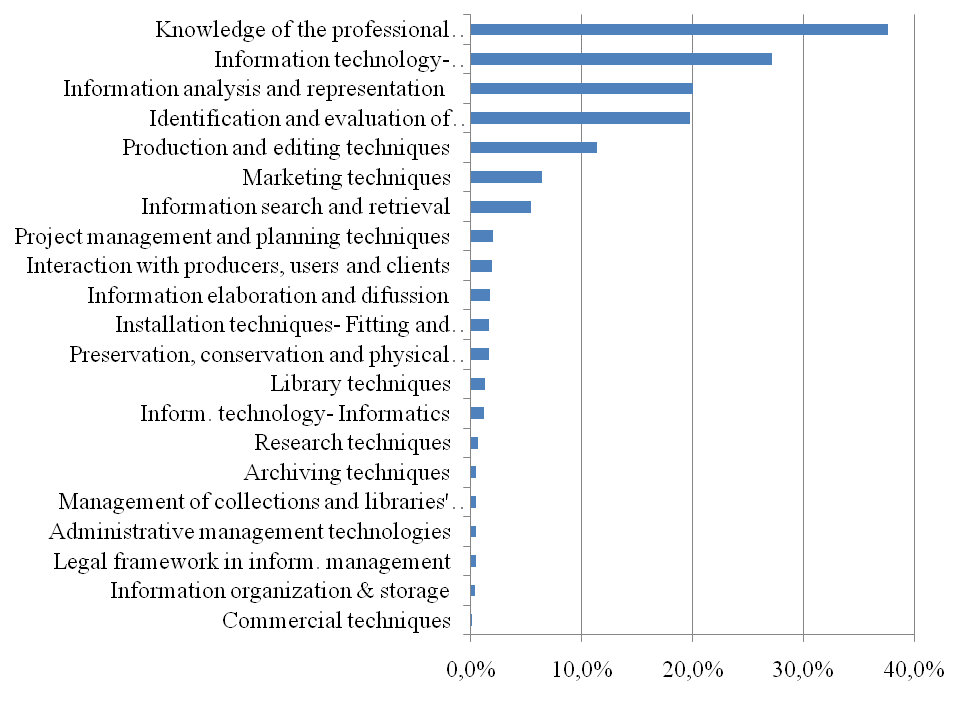 Knowledge of the professional..
Information technology-..
Information analysis and representation
Identification and evaluation of..
Production and editing techniques
Marketing techniques
Information search and retrieval
Project management and planning techniques
Interaction with producers, users and clients
Information elaboration and difussion
Installation techniques- Fitting and..
Preservation, conservation and physical..
Library techniques
Inform. technology- Informatics
Research techniques
Archiving techniques
Management of collections and libraries'..
Administrative management technologies
Legal framework in inform. management
Information organization & storage
Commercial techniques
0,0% 10,0% 20,0% 30,0% 40,0%